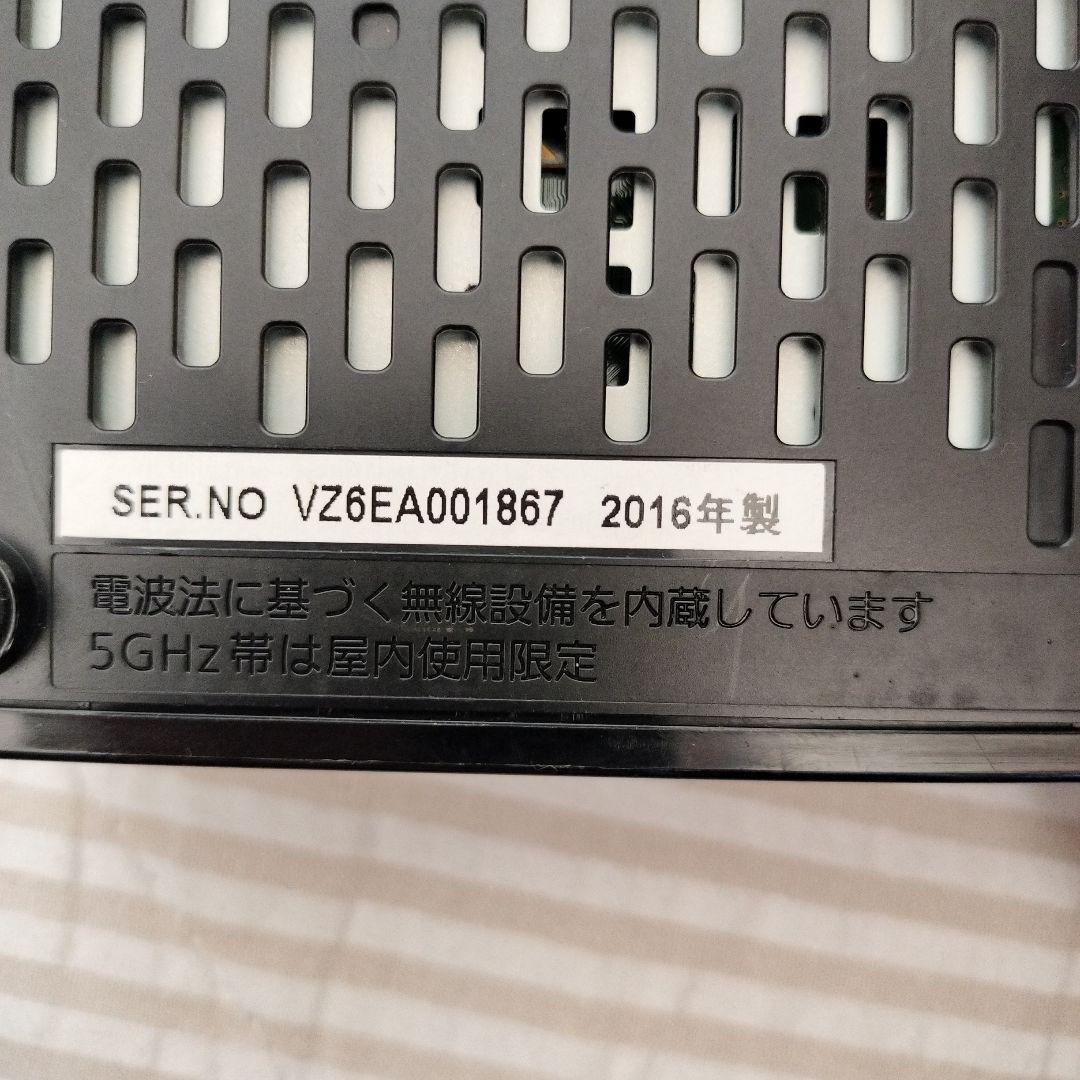 SER.NO VZ6EA001867 2016年製
電波法に基づく無線設備を内蔵しています
5GHz帯は屋内使用限定